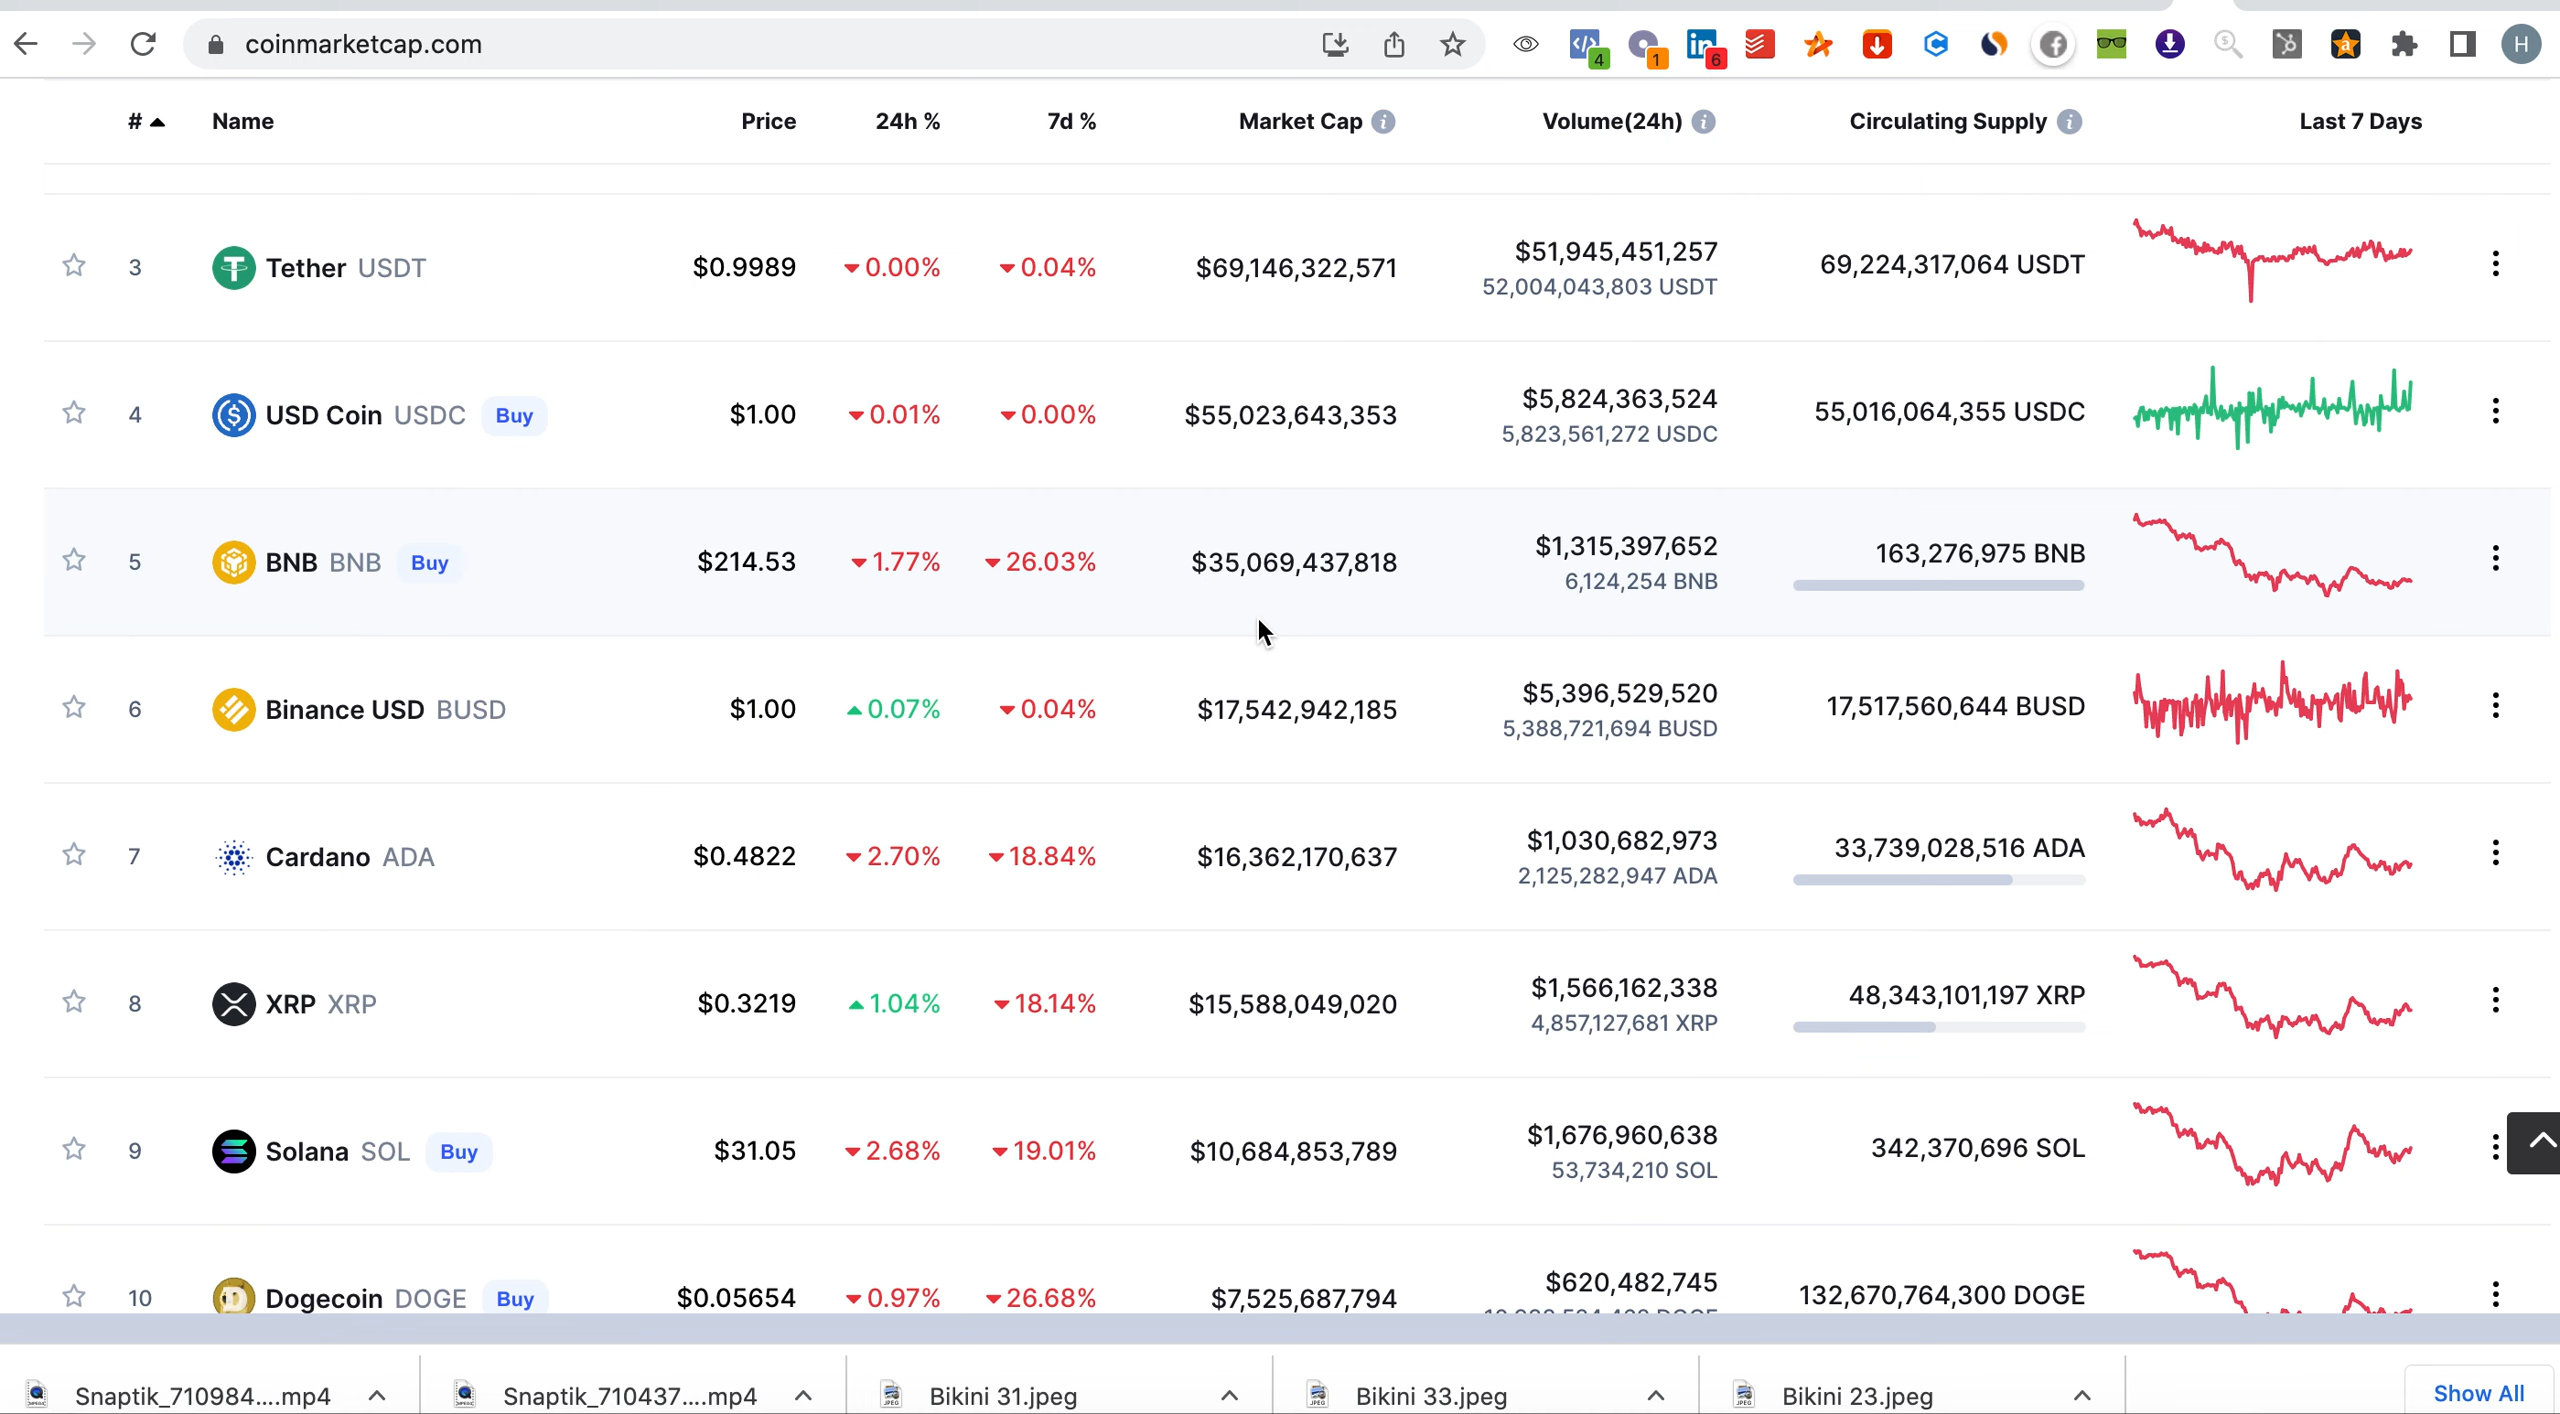 coinmarketcap.com
4
1
in 6
H
# Name Price 24h % 7d % Market Cap Volume(24h) Circulating Supply Last 7 Days
3 Tether USDT $0.9989 0.00% 0.04% $69,146,322,571 $51,945,451,257 69,224,317,064 USDT
52,004,043,803 USDT
4 USD Coin USDC Buy $1.00 0.01% 0.00% $55,023,643,353 $5,824,363,524 55,016,064,355 USDC
5,823,561,272 USDC
5 BNB BNB Buy $214.53 1.77% 26.03% $35,069,437,818 $1,315,397,652 163,276,975 BNB
6,124,254 BNB
6 Binance USD BUSD $1.00 0.07% 0.04% $17,542,942,185 $5,396,529,520 17,517,560,644 BUSD
5,388,721,694 BUSD
7 Cardano ADA $0.4822 2.70% 18.84% $16,362,170,637 $1,030,682,973 33,739,028,516 ADA
2,125,282,947 ADA
8 XRP XRP $0.3219 1.04% 18.14% $15,588,049,020 $1,566,162,338 48,343,101,197 XRP
4,857,127,681 XRP
9 Solana SOL Buy $31.05 2.68% 19.01% $10,684,853,789 $1,676,960,638 342,370,696 SOL
53,734,210 SOL
10 Dogecoin DOGE Buy $0.05654 0.97% 26.68% $7,525,687,794 $620,482,745 132,670,764,300 DOGE
Snaptik_710984....mp4 Snaptik_710437....mp4 Bikini 31.jpeg Bikini 33.jpeg Bikini 23.jpeg Show All